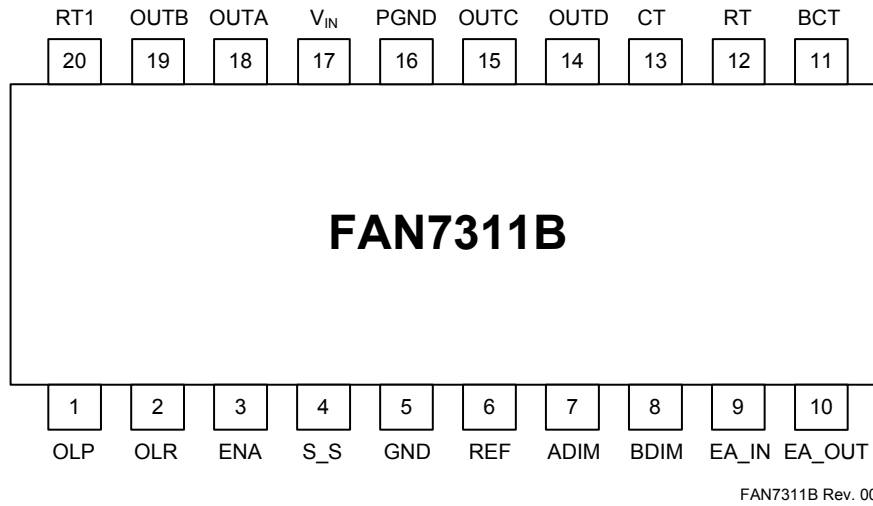 RT1 OUTB OUTA VIN PGND OUTC OUTD CT RT BCT
20 19 18 17 16 15 14 13 12 11
FAN7311B
1 2 3 4 5 6 7 8 9 10
OLP OLR ENA S_S GND REF ADIM BDIM EA_IN EA_OUT
FAN7311B Rev. 00